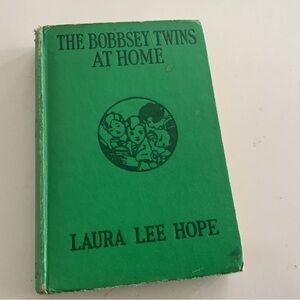 THE BOBBSEY TWINS
AT HOME
LAURA LEE HOPE